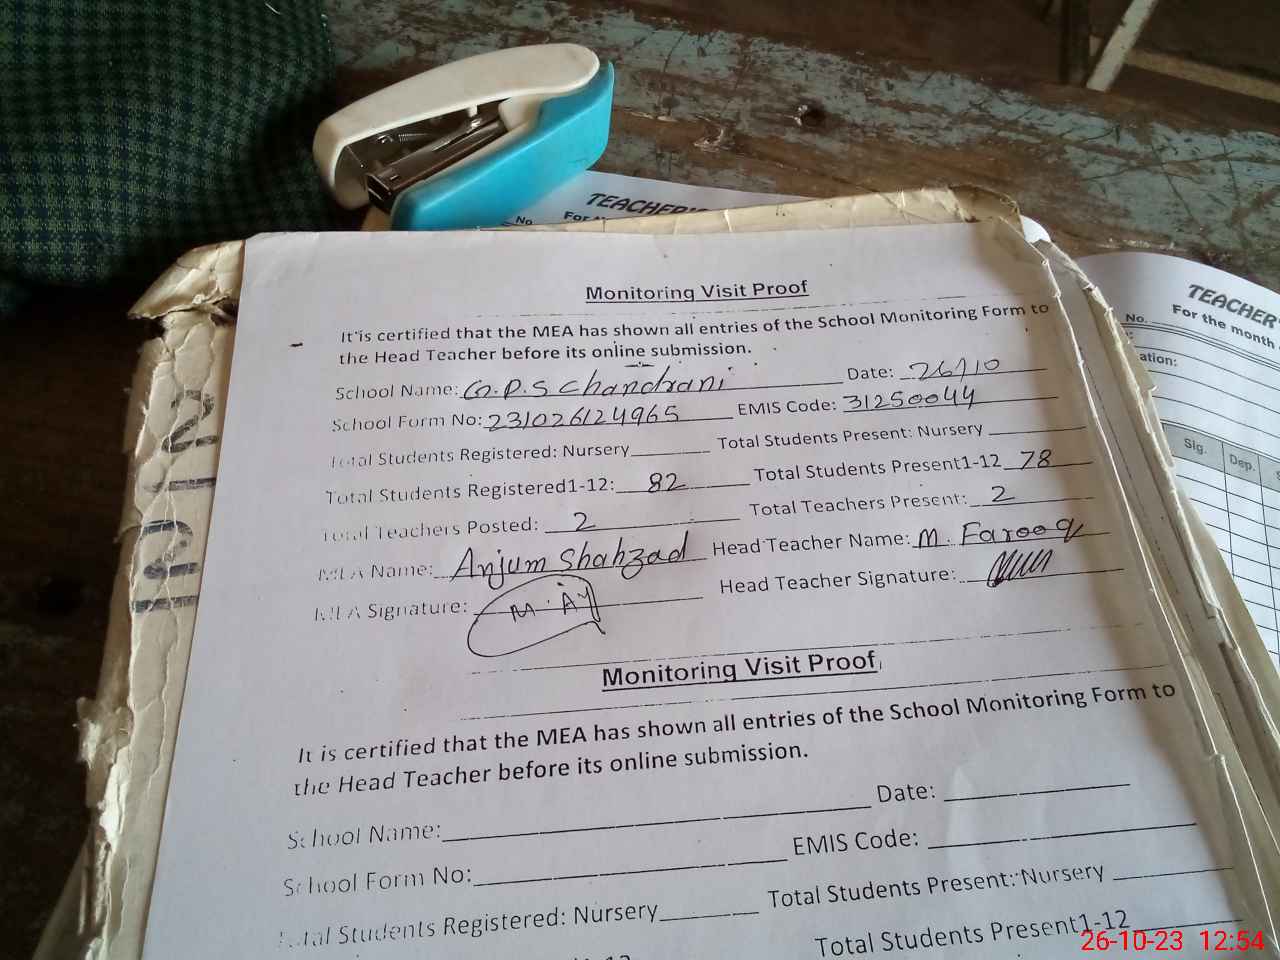 TEACHER'S
No.
For
TEACHER'
For the month
No.
ation:
Sig.
Dep.
Monitoring Visit Proof
It is certified that the MEA has shown all entries of the School Monitoring Form to
the Head Teacher before its online submission.
School Name: G.P.S Chandrani Date: 26/10
School Form No: 231026124965 EMIS Code: 31250044
Total Students Registered: Nursery Total Students Present: Nursery
Total Students Registered1-12: 82 Total Students Present1-12 78
Total Teachers Posted: 2 Total Teachers Present: 2
MEA Name: Anjum Shahzad Head Teacher Name: M. Farooq
MEA Signature: Head Teacher Signature:
Monitoring Visit Proof
It is certified that the MEA has shown all entries of the School Monitoring Form to
the Head Teacher before its online submission.
School Name: Date:
School Form No: EMIS Code:
Total Students Registered: Nursery Total Students Present: Nursery
Total Students Present1-12
26-10-23 12:54